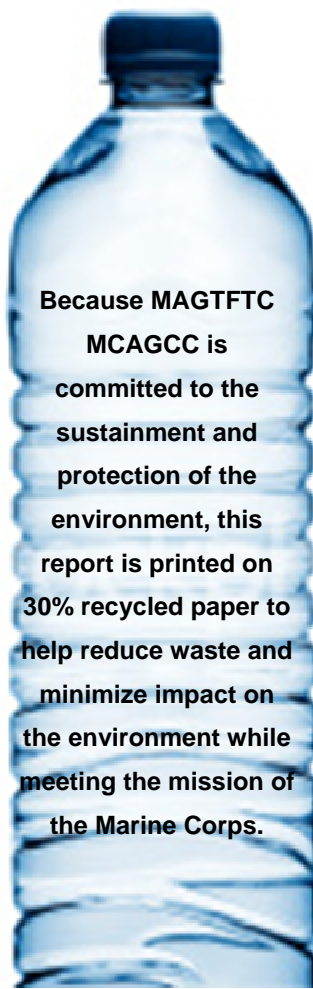 Because MAGTFTC
MCAGCC is
committed to the
sustainment and
protection of the
environment, this
report is printed on
30% recycled paper to
help reduce waste and
minimize impact on
the environment while
meeting the mission of
the Marine Corps.